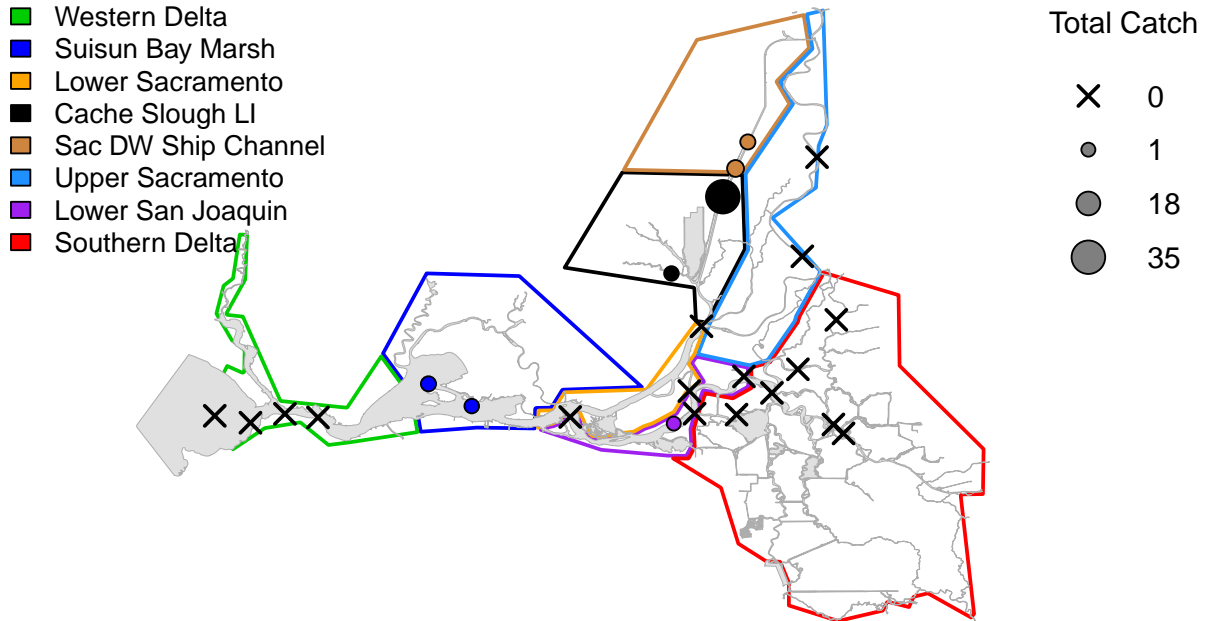 Western Delta
Suisun Bay Marsh
Lower Sacramento
Cache Slough LI
Sac DW Ship Channel
Upper Sacramento
Lower San Joaquin
Southern Delta
Total Catch
0
1
18
35